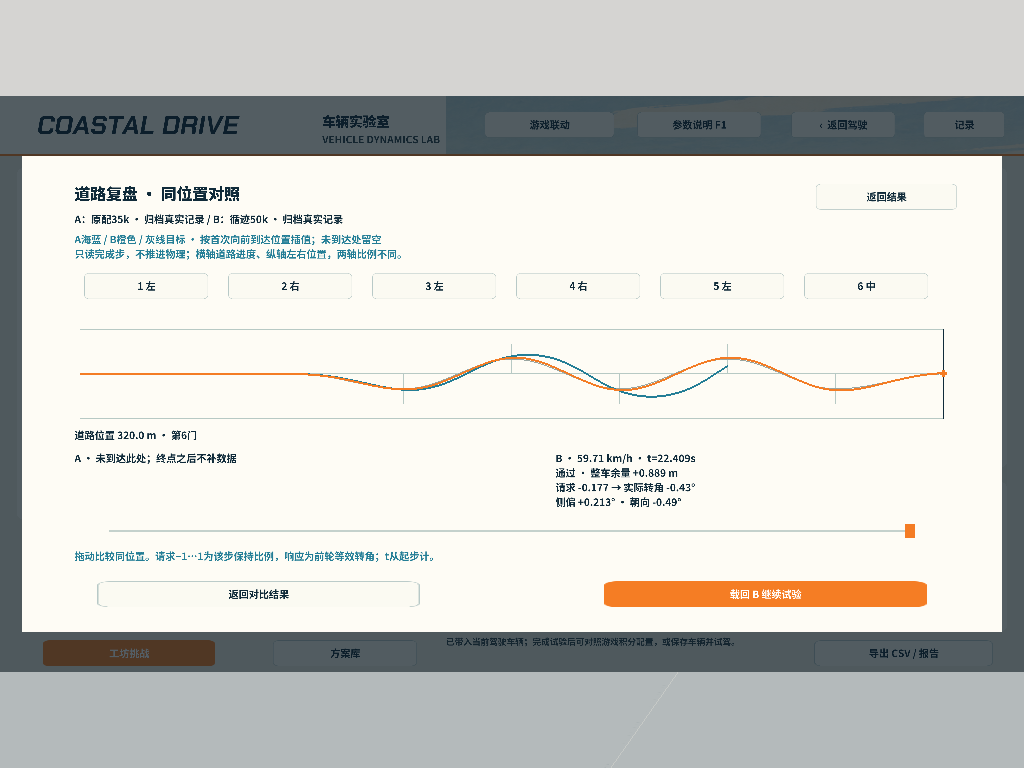 COASTAL DRIVE
车辆实验室
VEHICLE DYNAMICS LAB
游戏联动
参数说明 F1
‹ 返回驾驶
记录
道路复盘 · 同位置对照
返回结果
A：原配35k · 归档真实记录 / B：循迹50k · 归档真实记录
A海蓝 / B橙色 / 灰线目标 · 按首次向前到达位置插值；未到达处留空
只读完成步，不推进物理；横轴道路进度、纵轴左右位置，两轴比例不同。
1 左
2 右
3 左
4 右
5 左
6 中
道路位置 320.0 m · 第6门
A · 未到达此处；终点之后不补数据
B · 59.71 km/h · t=22.409s
通过 · 整车余量 +0.889 m
请求 -0.177 → 实际转角 -0.43°
侧偏 +0.213° · 朝向 -0.49°
拖动比较同位置。请求−1…1为该步保持比例，响应为前轮等效转角；t从起步计。
返回对比结果
载回 B 继续试验
工坊挑战
方案库
已带入当前驾驶车辆；完成试验后可对照游戏积分配置，或保存车辆并试驾。
导出 CSV / 报告